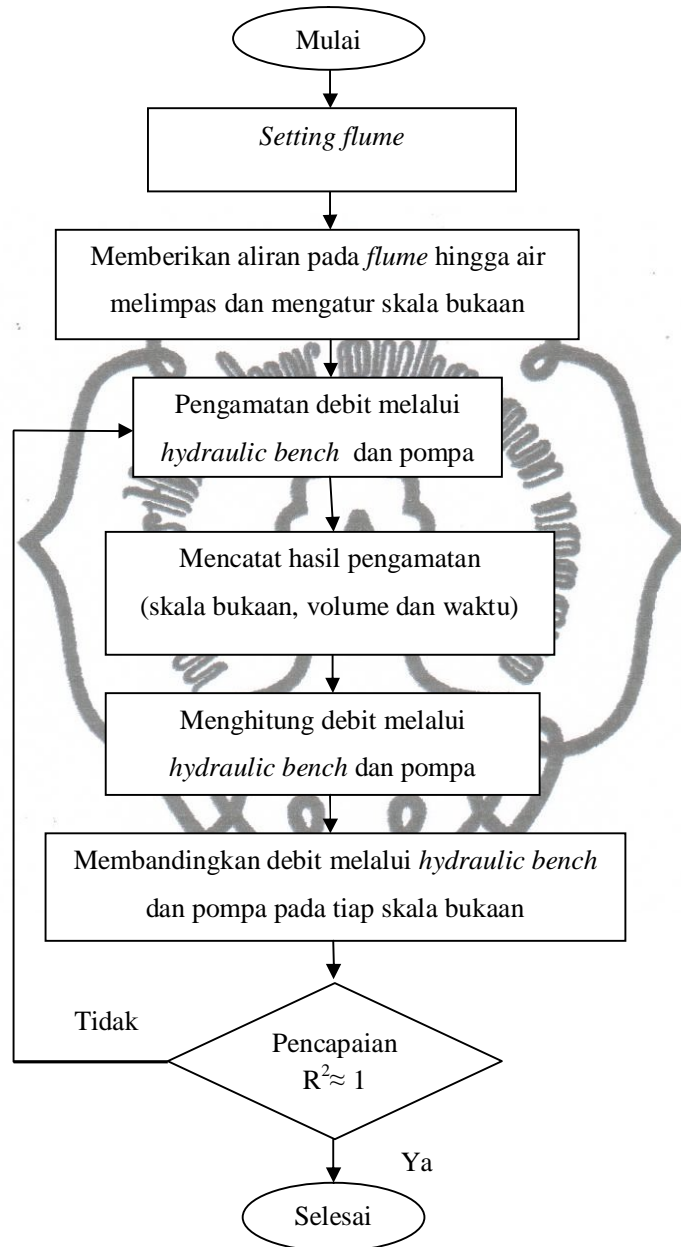 Mulai
Setting flume
Memberikan aliran pada flume hingga air
melimpas dan mengatur skala bukaan
Pengamatan debit melalui
hydraulic bench dan pompa
Mencatat hasil pengamatan
(skala bukaan, volume dan waktu)
Menghitung debit melalui
hydraulic bench dan pompa
Membandingkan debit melalui hydraulic bench
dan pompa pada tiap skala bukaan
Tidak
Pencapaian
R²≈ 1
Ya
Selesai